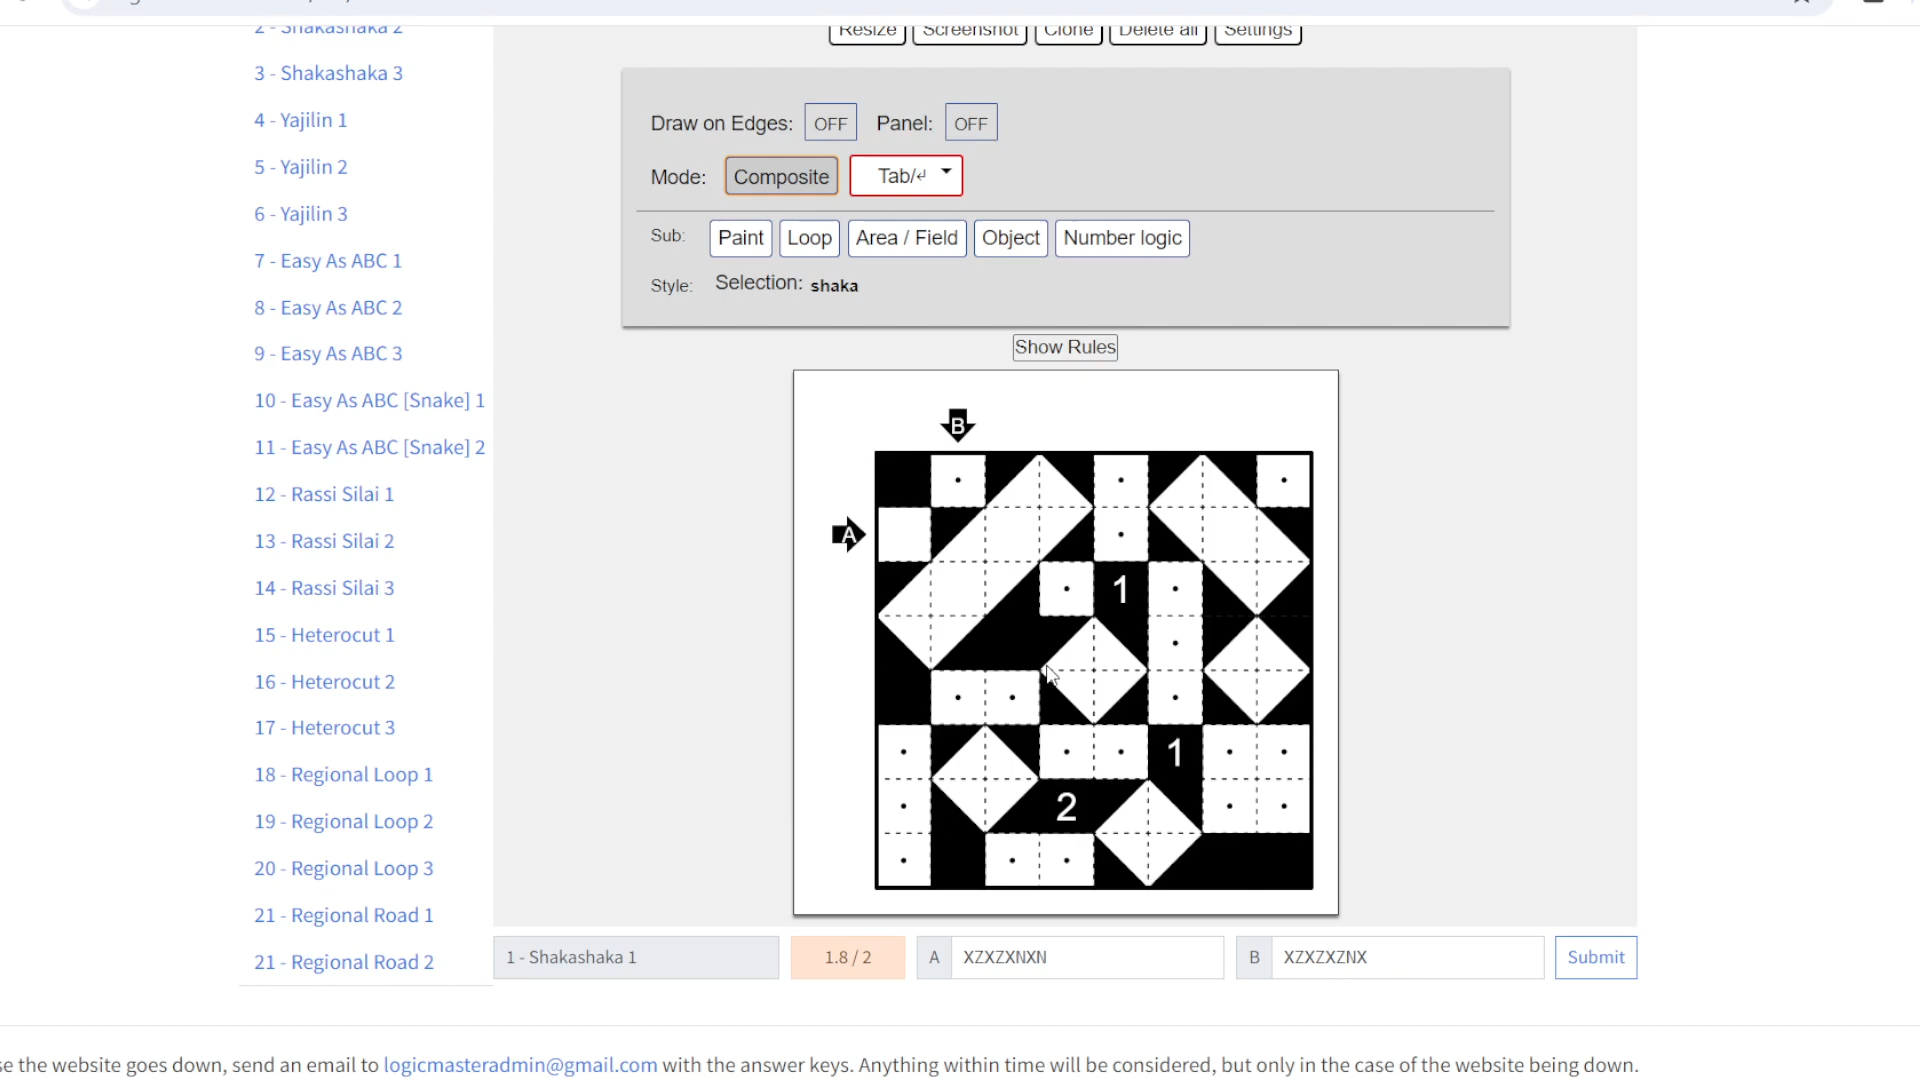 2 - Shakashaka 2
Resize Screenshot Clone Delete all Settings
3 - Shakashaka 3
4 - Yajilin 1
5 - Yajilin 2
6 - Yajilin 3
7 - Easy As ABC 1
8 - Easy As ABC 2
9 - Easy As ABC 3
10 - Easy As ABC [Snake] 1
11 - Easy As ABC [Snake] 2
12 - Rassi Silai 1
13 - Rassi Silai 2
14 - Rassi Silai 3
15 - Heterocut 1
16 - Heterocut 2
17 - Heterocut 3
18 - Regional Loop 1
19 - Regional Loop 2
20 - Regional Loop 3
21 - Regional Road 1
21 - Regional Road 2
Draw on Edges: OFF Panel: OFF
Mode: Composite Tab/↵
Sub: Paint Loop Area / Field Object Number logic
Style: Selection: shaka
Show Rules
B
A
1
1
2
1 - Shakashaka 1 1.8 / 2 A XZXZXNXN B XZXZXZNX Submit
se the website goes down, send an email to logicmasteradmin@gmail.com with the answer keys. Anything within time will be considered, but only in the case of the website being down.